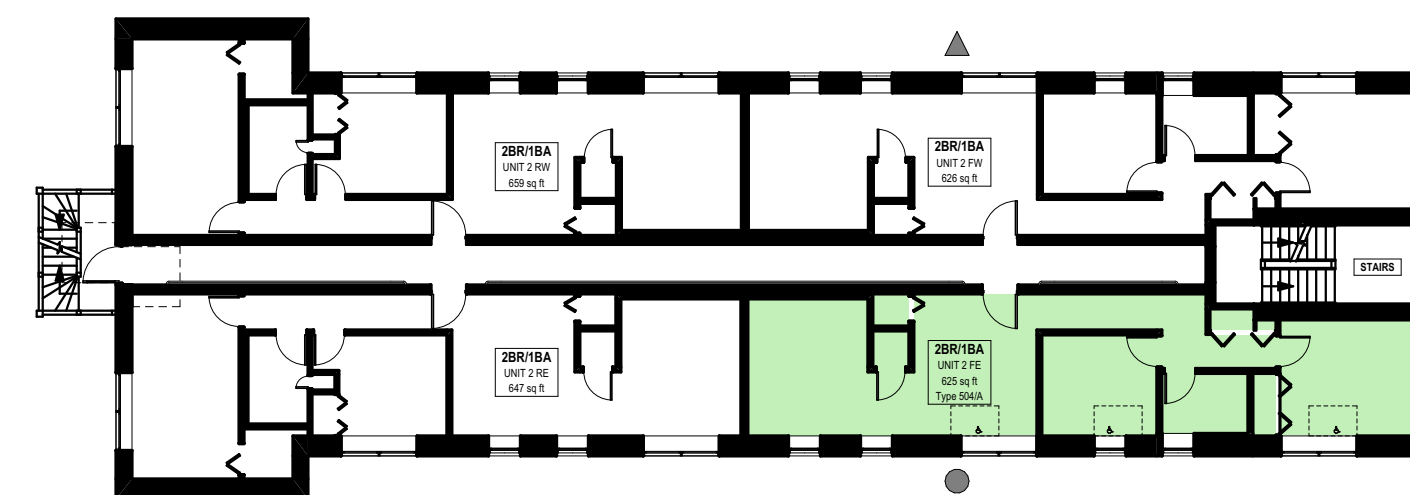 2BR/1BA
UNIT 2 RW
659 sq ft
2BR/1BA
UNIT 2 FW
626 sq ft
STAIRS
2BR/1BA
UNIT 2 RE
647 sq ft
2BR/1BA
UNIT 2 FE
625 sq ft
Type 504/A